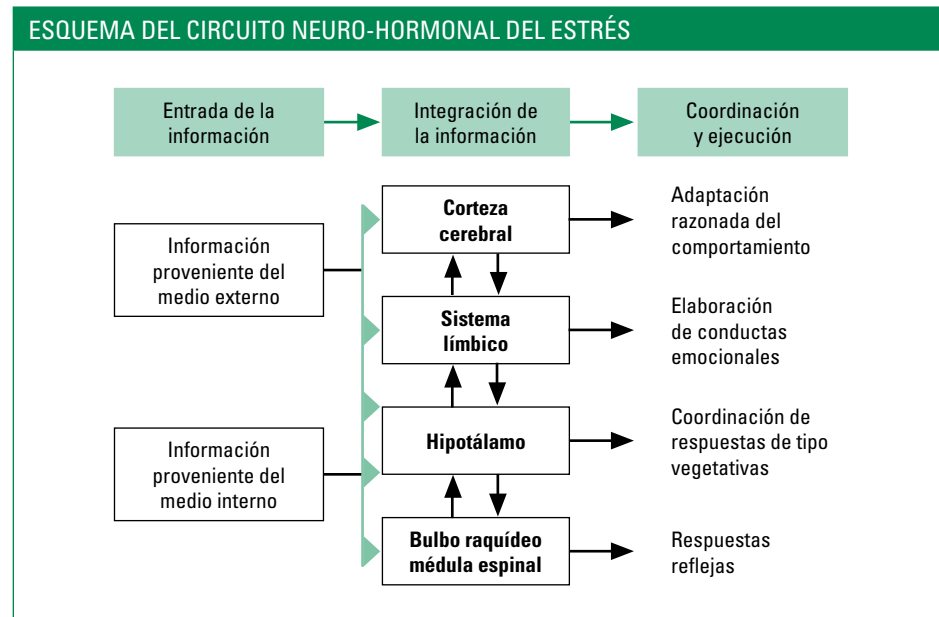 ESQUEMA DEL CIRCUITO NEURO-HORMONAL DEL ESTRÉS
Entrada de la
información
Integración de
la información
Coordinación
y ejecución
Información
proveniente del
medio externo
Información
proveniente del
medio interno
Corteza
cerebral
Sistema
límbico
Hipotálamo
Bulbo raquídeo
médula espinal
Adaptación
razonada del
comportamiento
Elaboración
de conductas
emocionales
Coordinación de
respuestas de tipo
vegetativas
Respuestas
reflejas